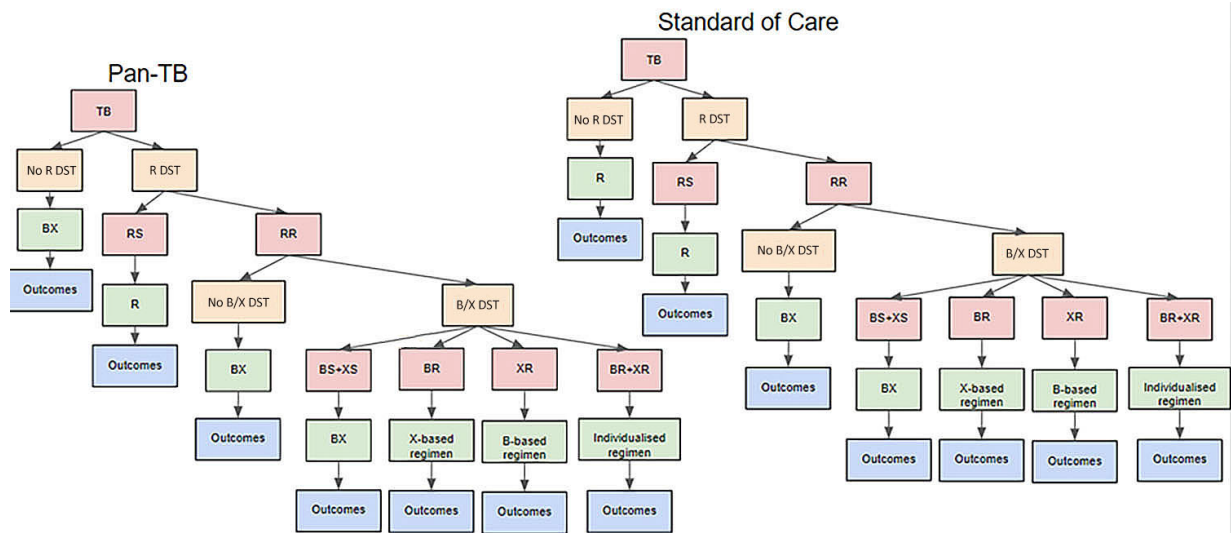 Standard of Care
Pan-TB
TB
No R DST
R DST
BX
RS
RR
Outcomes
R
No B/X DST
B/X DST
Outcomes
BX
BS+XS
BR
XR
BR+XR
Outcomes
BX
X-based
regimen
B-based
regimen
Individualised
regimen
Outcomes
Outcomes
Outcomes
Outcomes
TB
No R DST
R DST
R
RS
RR
Outcomes
R
No B/X DST
B/X DST
Outcomes
BX
BS+XS
BR
XR
BR+XR
Outcomes
BX
X-based
regimen
B-based
regimen
Individualised
regimen
Outcomes
Outcomes
Outcomes
Outcomes